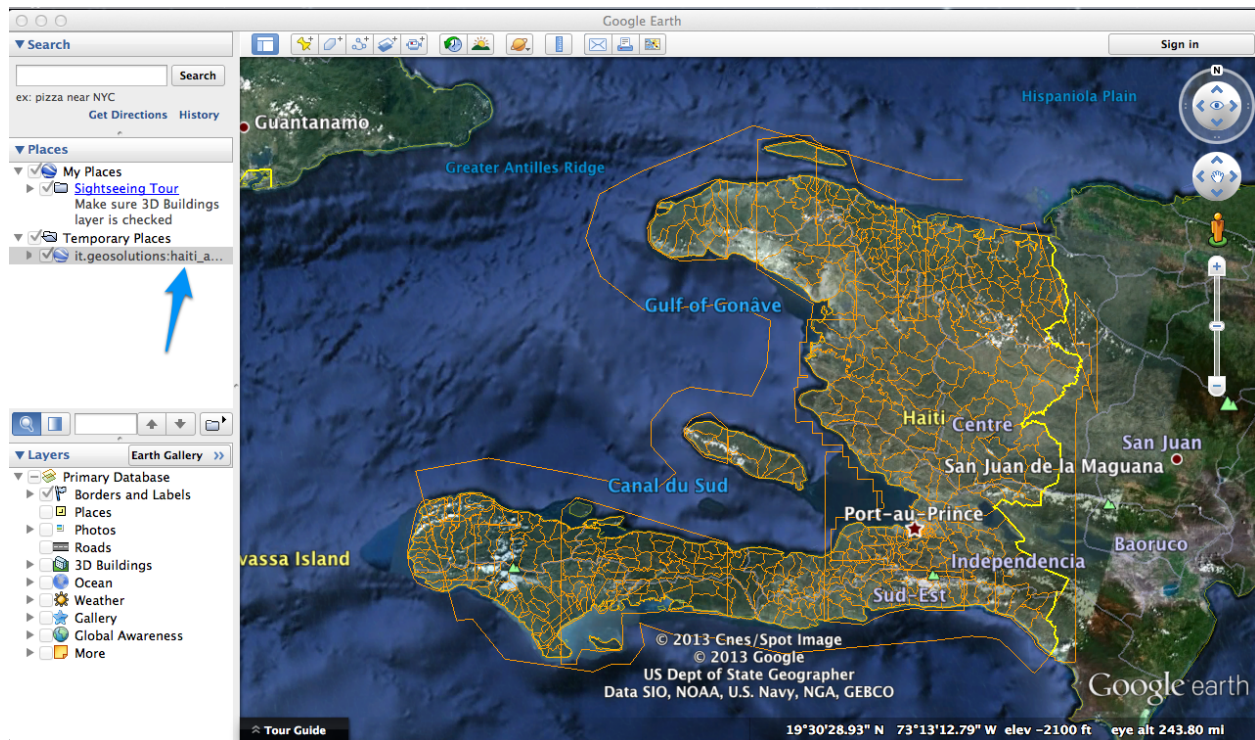 Google Earth
Search
Search
ex: pizza near NYC
Get Directions History
Places
My Places
Sightseeing Tour
Make sure 3D Buildings
layer is checked
Temporary Places
it.geosolutions:haiti_a...
Layers
Earth Gallery >>
Primary Database
Borders and Labels
Places
Photos
Roads
3D Buildings
Ocean
Weather
Gallery
Global Awareness
More
Sign in
N
Hispaniola Plain
Guantanamo
Greater Antilles Ridge
Gulf of Gonâve
Haiti
Centre
San Juan
San Juan de la Maguana
Canal du Sud
Port-au-Prince
Baoruco
vassa Island
Independencia
Sud-Est
© 2013 Cnes/Spot Image
© 2013 Google
US Dept of State Geographer
Data SIO, NOAA, U.S. Navy, NGA, GEBCO
Google earth
Tour Guide
19°30'28.93" N 73°13'12.79" W elev -2100 ft eye alt 243.80 mi